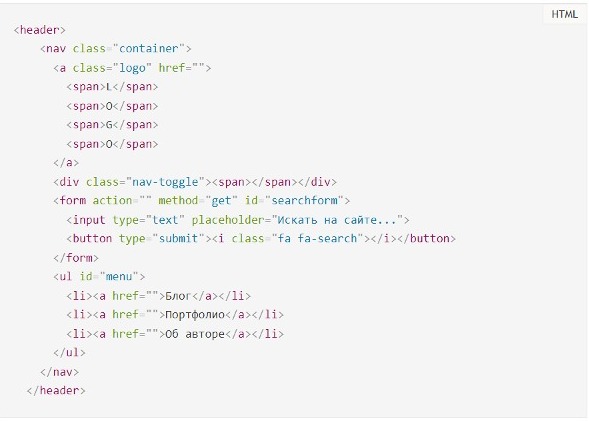 HTML
<header>
<nav class="container">
<a class="logo" href="">
<span>L</span>
<span>O</span>
<span>G</span>
<span>O</span>
</a>
<div class="nav-toggle"><span></span></div>
<form action="" method="get" id="searchform">
<input type="text" placeholder="Искать на сайте...">
<button type="submit"><i class="fa fa-search"></i></button>
</form>
<ul id="menu">
<li><a href="">Блог</a></li>
<li><a href="">Портфолио</a></li>
<li><a href="">Об авторе</a></li>
</ul>
</nav>
</header>